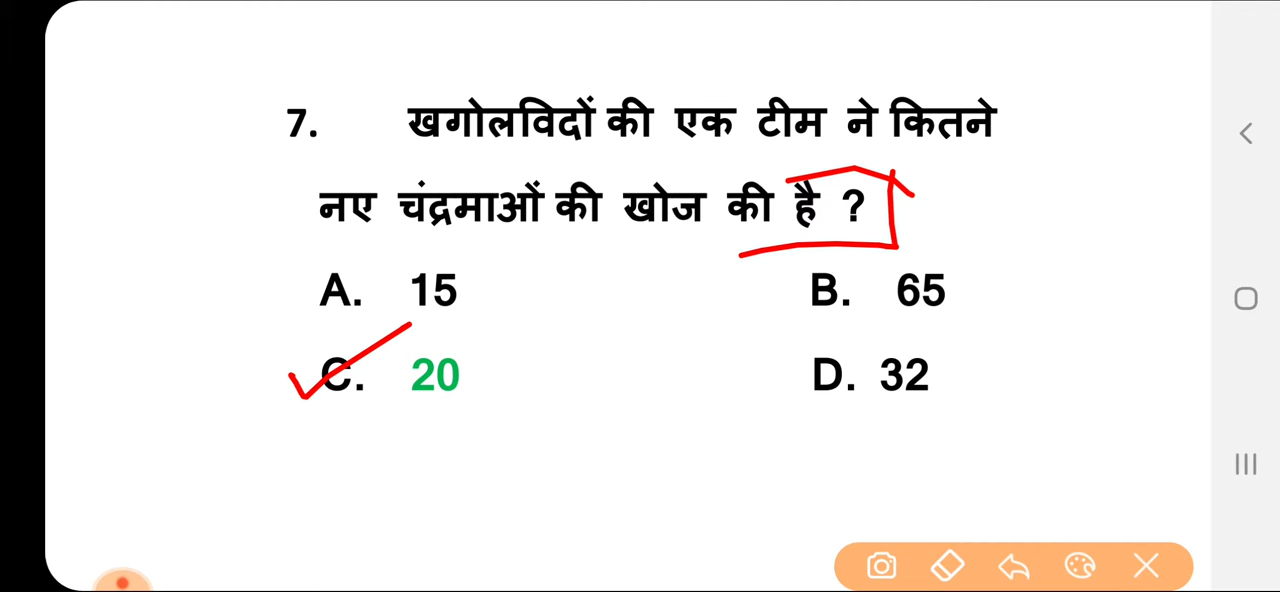 7. खगोलविदों की एक टीम ने कितने
नए चंद्रमाओं की खोज की है ?
A. 15 B. 65
C. 20 D. 32